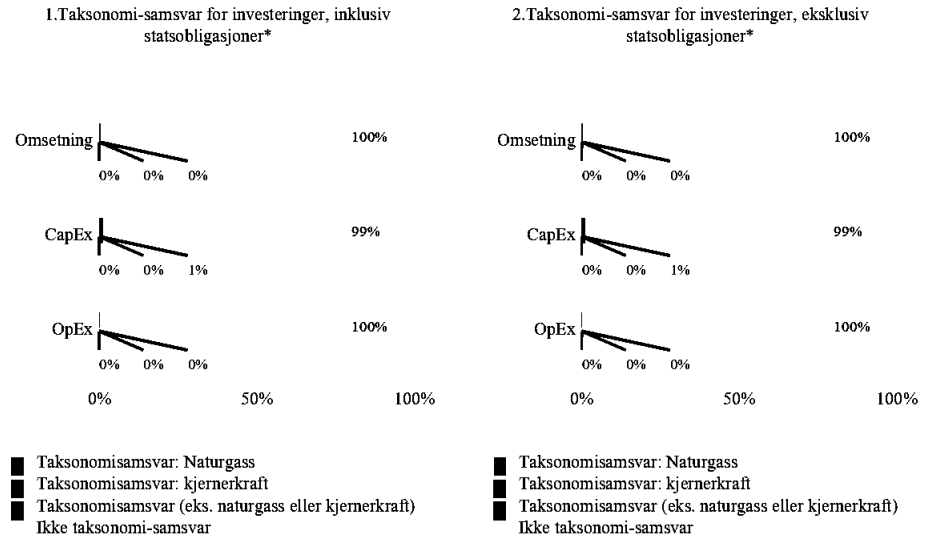 1.Taksonomi-samsvar for investeringer, inklusiv
statsobligasjoner*
Omsetning 100%
0% 0% 0%
CapEx 99%
0% 0% 1%
OpEx 100%
0% 0% 0%
0% 50% 100%
Taksonomisamsvar: Naturgass
Taksonomisamsvar: kjernerkraft
Taksonomisamsvar (eks. naturgass eller kjernerkraft)
Ikke taksonomi-samsvar
2.Taksonomi-samsvar for investeringer, eksklusiv
statsobligasjoner*
Omsetning 100%
0% 0% 0%
CapEx 99%
0% 0% 1%
OpEx 100%
0% 0% 0%
0% 50% 100%
Taksonomisamsvar: Naturgass
Taksonomisamsvar: kjernerkraft
Taksonomisamsvar (eks. naturgass eller kjernerkraft)
Ikke taksonomi-samsvar